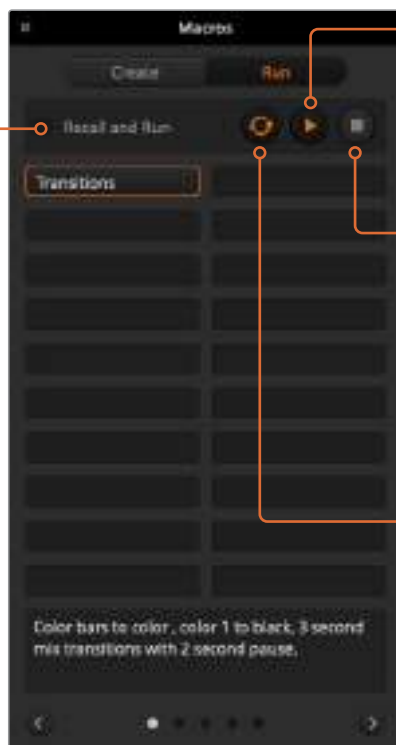 Macros
Create Run
Recall and Run
Transitions
Color bars to color, color 1 to black, 3 second
mix transitions with 2 second pause.